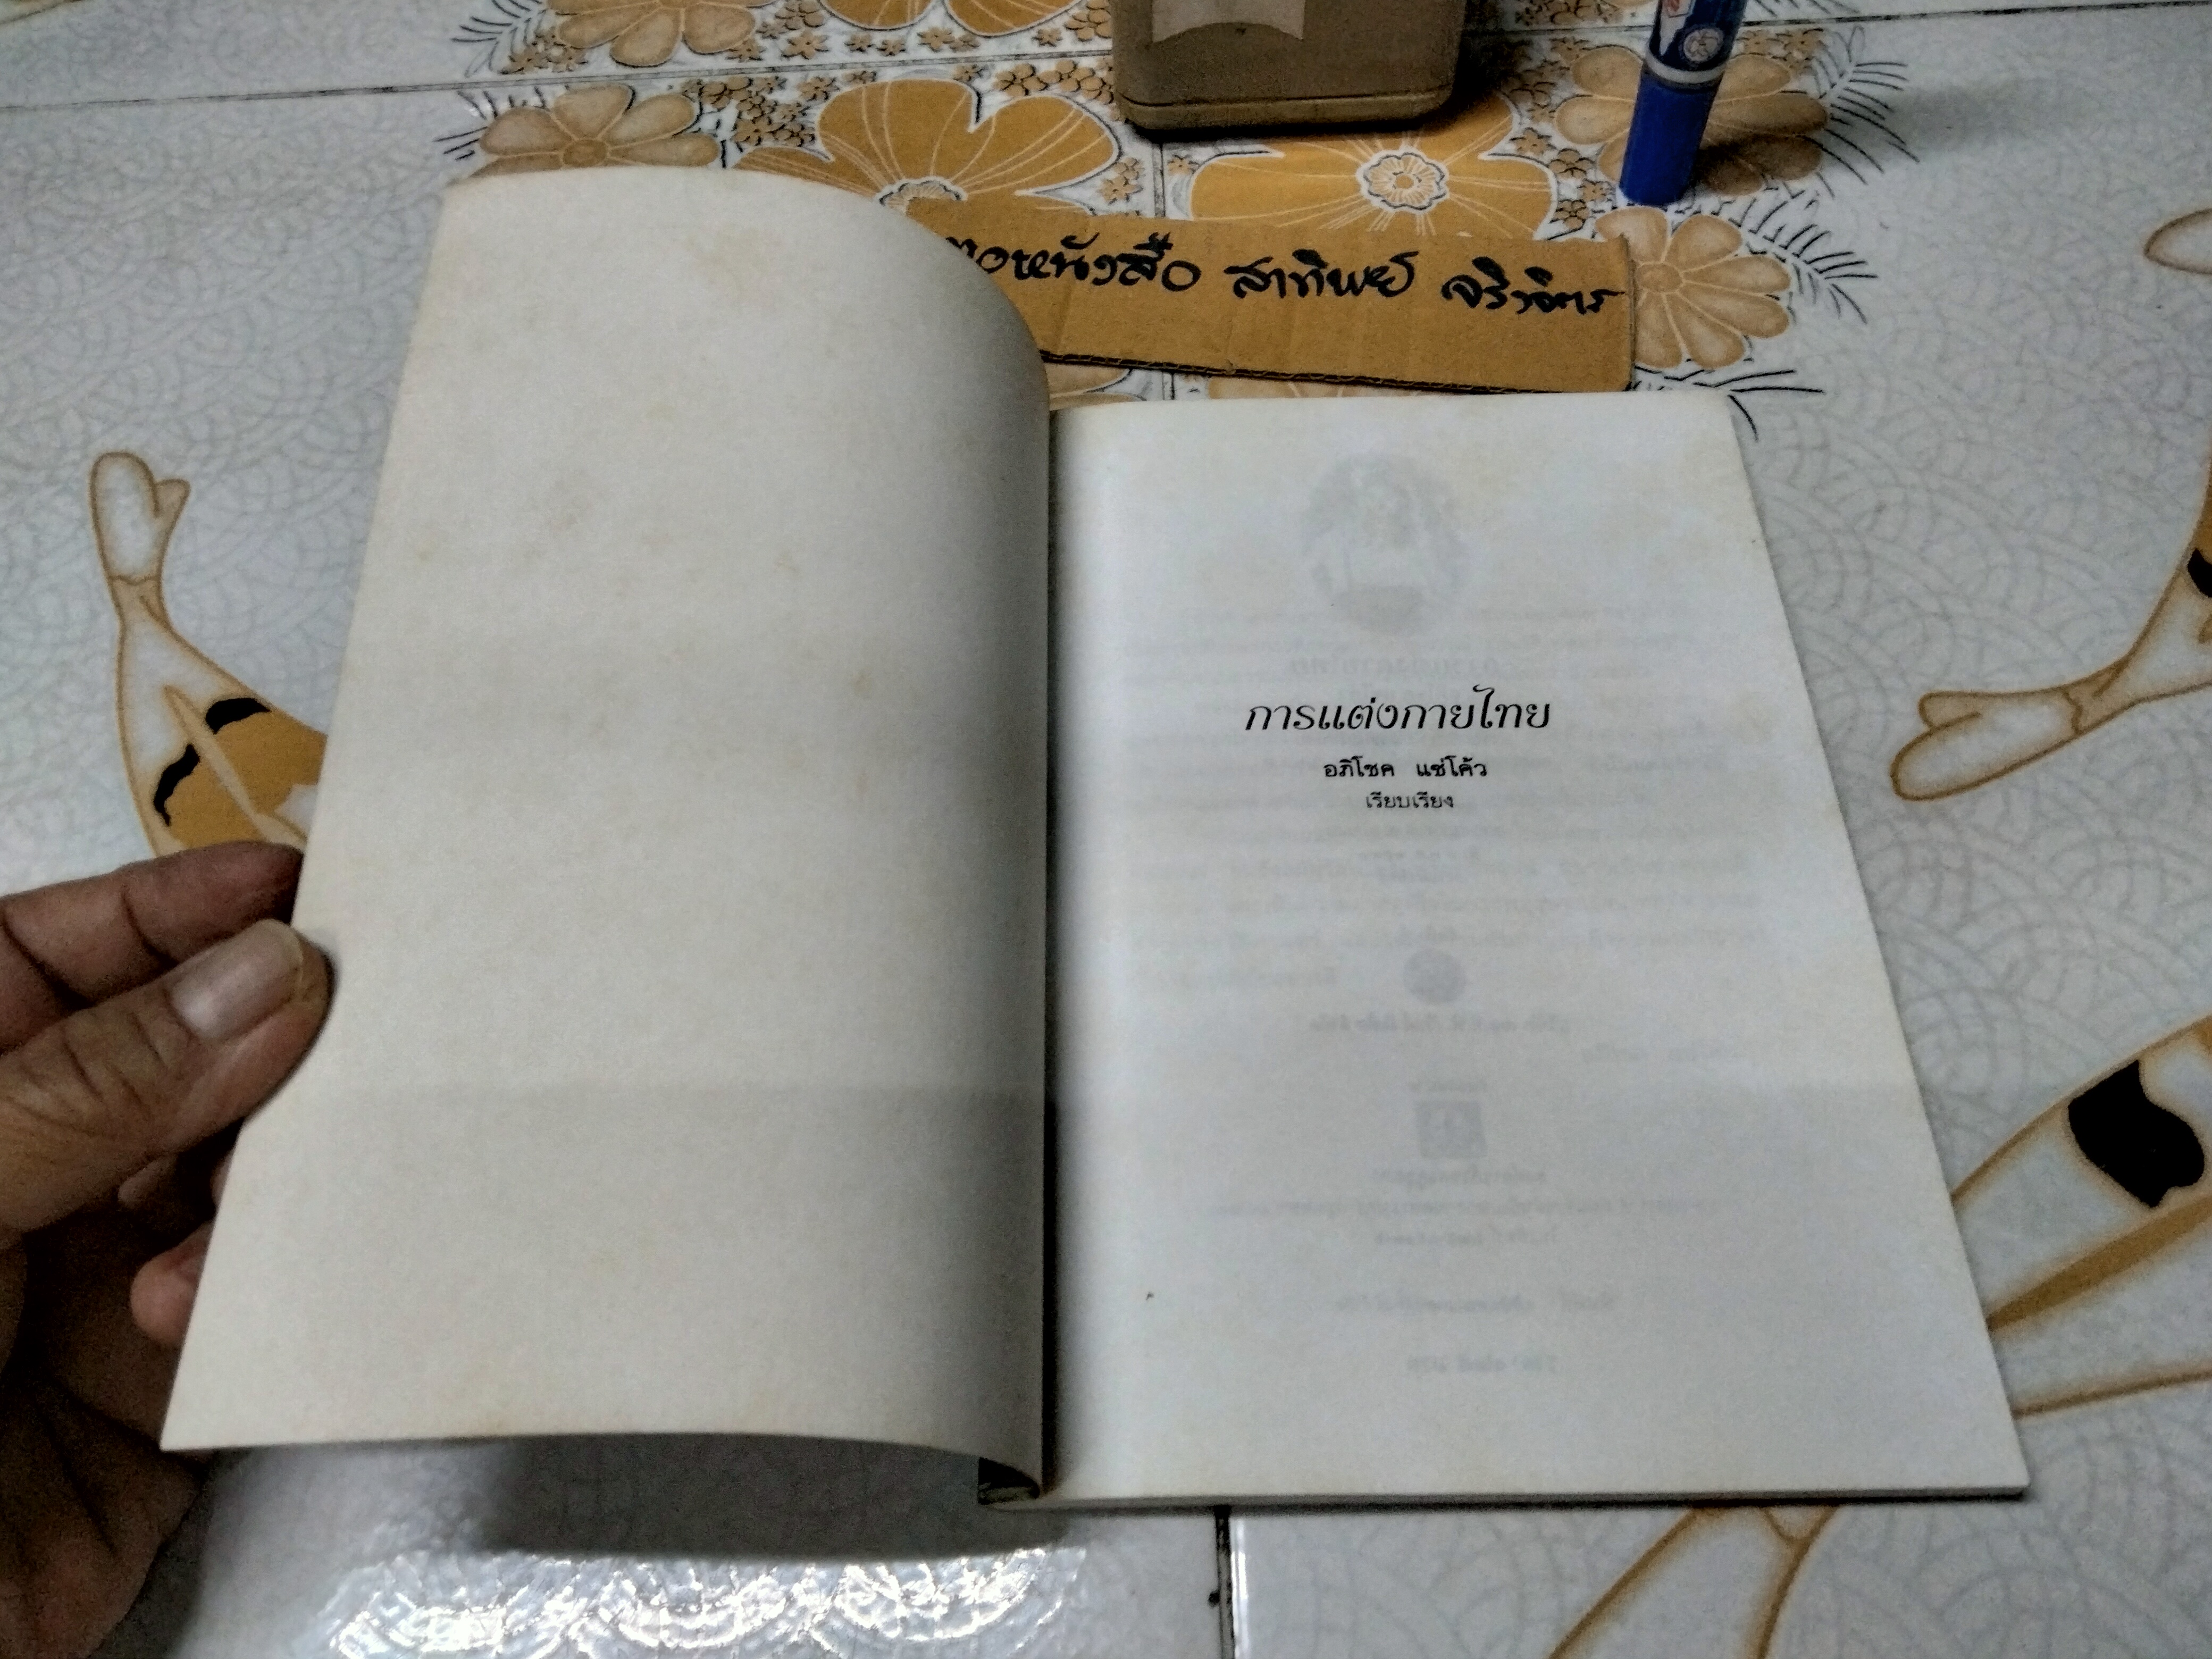 หนังสือ สาทิพย์ จริงจิตร
การแต่งกายไทย
อภิโชค แซ่โค้ว
เรียบเรียง